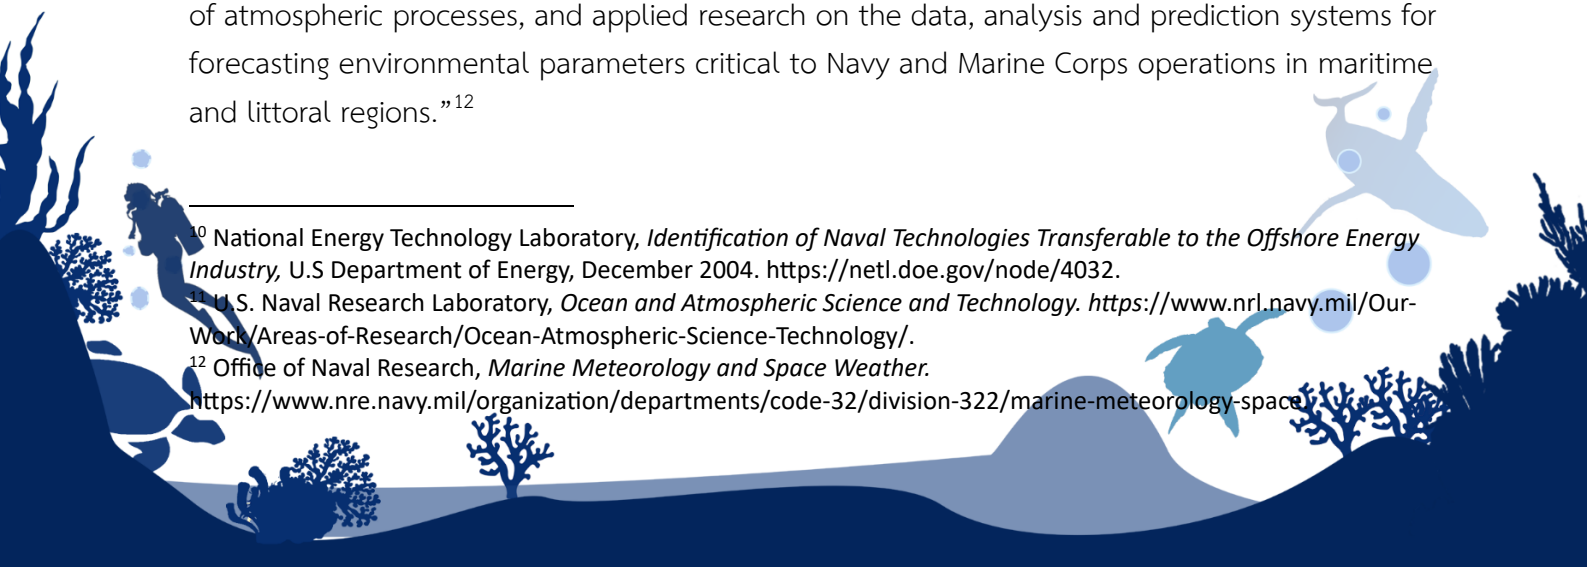 of atmospheric processes, and applied research on the data, analysis and prediction systems for
forecasting environmental parameters critical to Navy and Marine Corps operations in maritime
and littoral regions.”12
10 National Energy Technology Laboratory, Identification of Naval Technologies Transferable to the Offshore Energy
Industry, U.S Department of Energy, December 2004. https://netl.doe.gov/node/4032.
11 U.S. Naval Research Laboratory, Ocean and Atmospheric Science and Technology. https://www.nrl.navy.mil/Our-
Work/Areas-of-Research/Ocean-Atmospheric-Science-Technology/.
12 Office of Naval Research, Marine Meteorology and Space Weather.
https://www.nre.navy.mil/organization/departments/code-32/division-322/marine-meteorology-space.